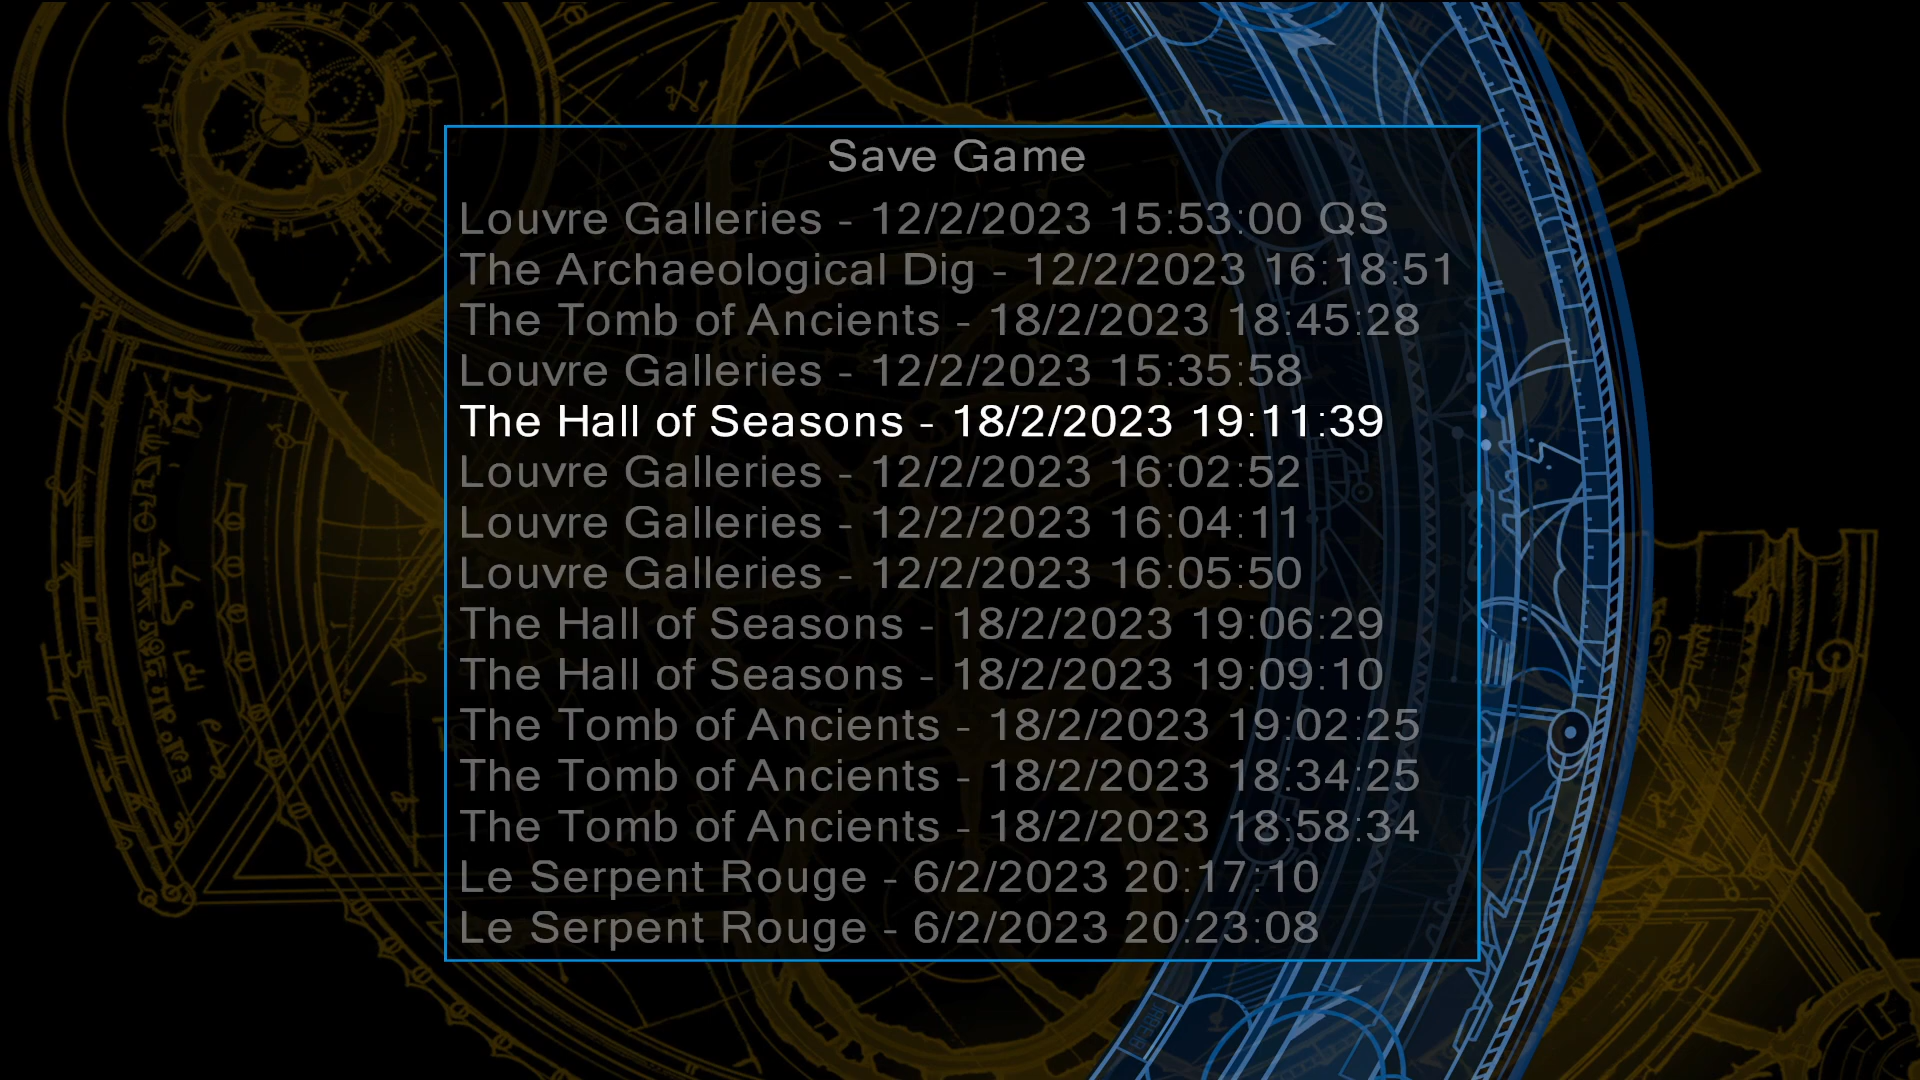 Save Game
Louvre Galleries - 12/2/2023 15:53:00 QS
The Archaeological Dig - 12/2/2023 16:18:51
The Tomb of Ancients - 18/2/2023 18:45:28
Louvre Galleries - 12/2/2023 15:35:58
The Hall of Seasons - 18/2/2023 19:11:39
Louvre Galleries - 12/2/2023 16:02:52
Louvre Galleries - 12/2/2023 16:04:11
Louvre Galleries - 12/2/2023 16:05:50
The Hall of Seasons - 18/2/2023 19:06:29
The Hall of Seasons - 18/2/2023 19:09:10
The Tomb of Ancients - 18/2/2023 19:02:25
The Tomb of Ancients - 18/2/2023 18:34:25
The Tomb of Ancients - 18/2/2023 18:58:34
Le Serpent Rouge - 6/2/2023 20:17:10
Le Serpent Rouge - 6/2/2023 20:23:08